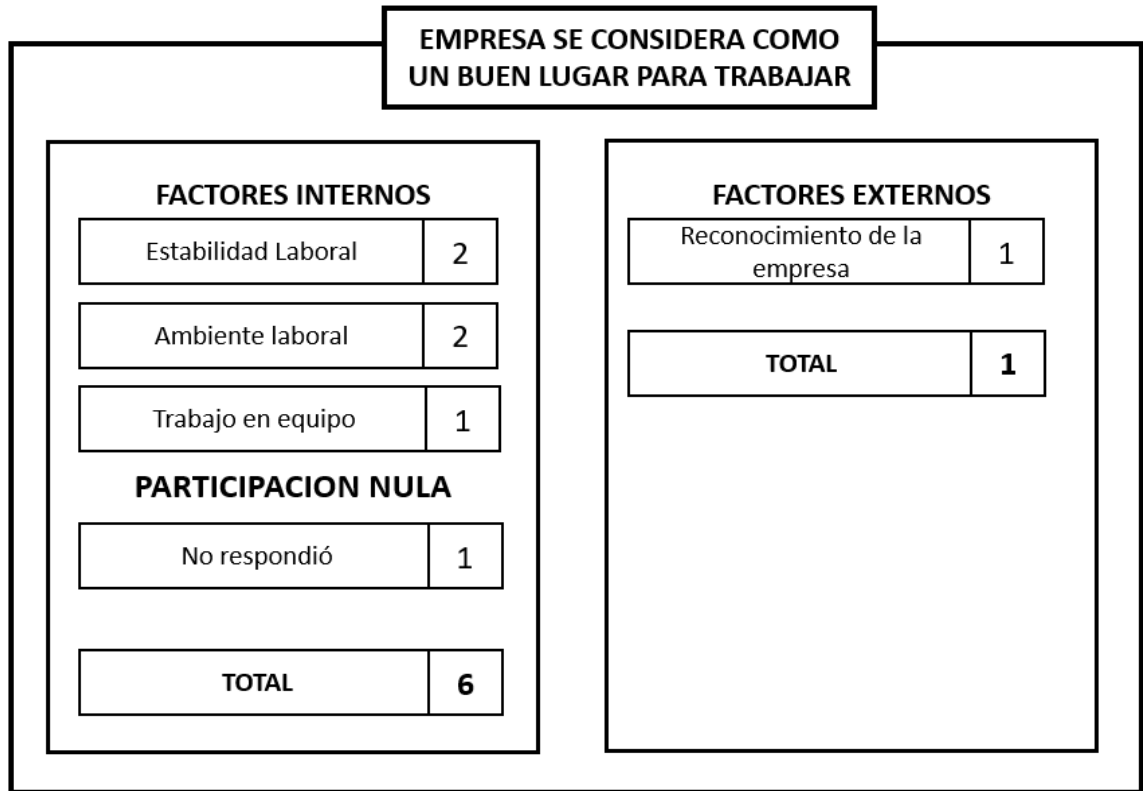 EMPRESA SE CONSIDERA COMO
UN BUEN LUGAR PARA TRABAJAR
FACTORES INTERNOS
Estabilidad Laboral 2
Ambiente laboral 2
Trabajo en equipo 1
PARTICIPACION NULA
No respondió 1
TOTAL 6
FACTORES EXTERNOS
Reconocimiento de la
empresa 1
TOTAL 1